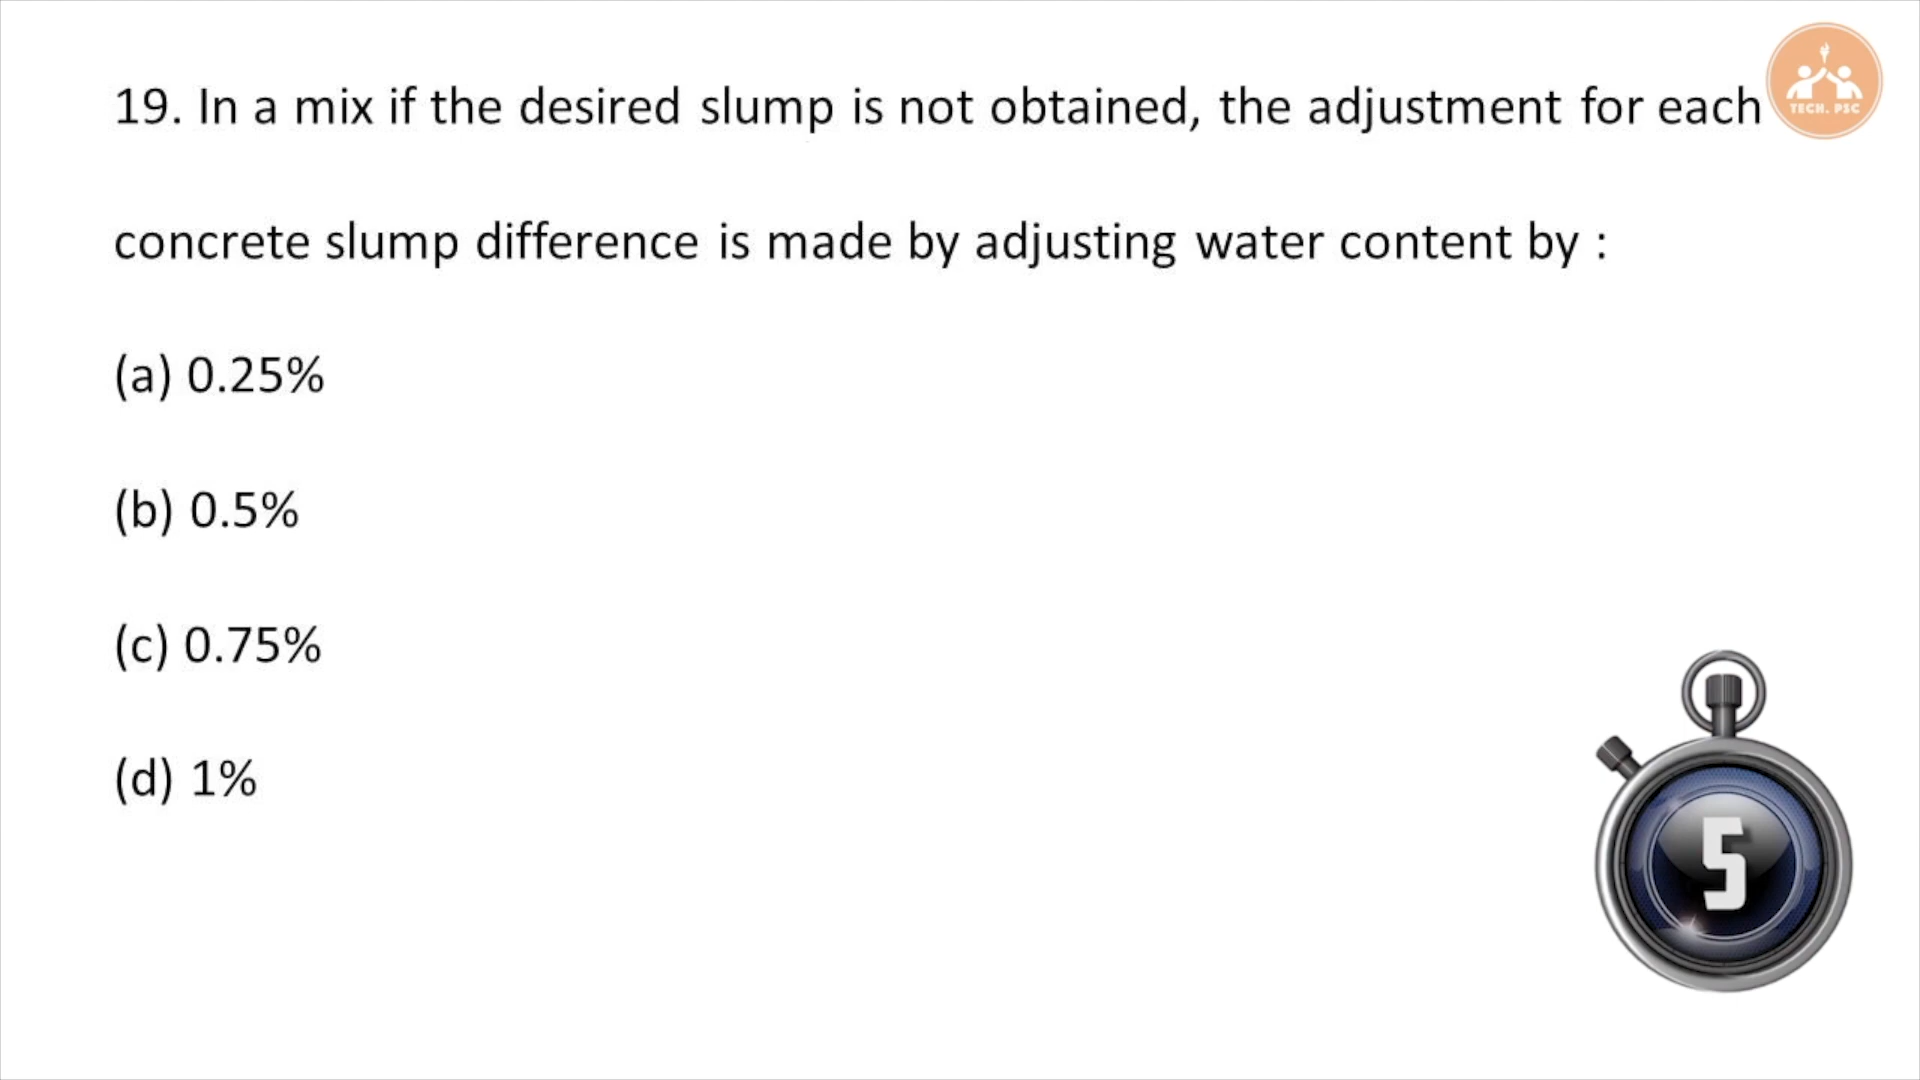 19. In a mix if the desired slump is not obtained, the adjustment for each
TECH. PSC
concrete slump difference is made by adjusting water content by :
(a) 0.25%
(b) 0.5%
(c) 0.75%
(d) 1%
5